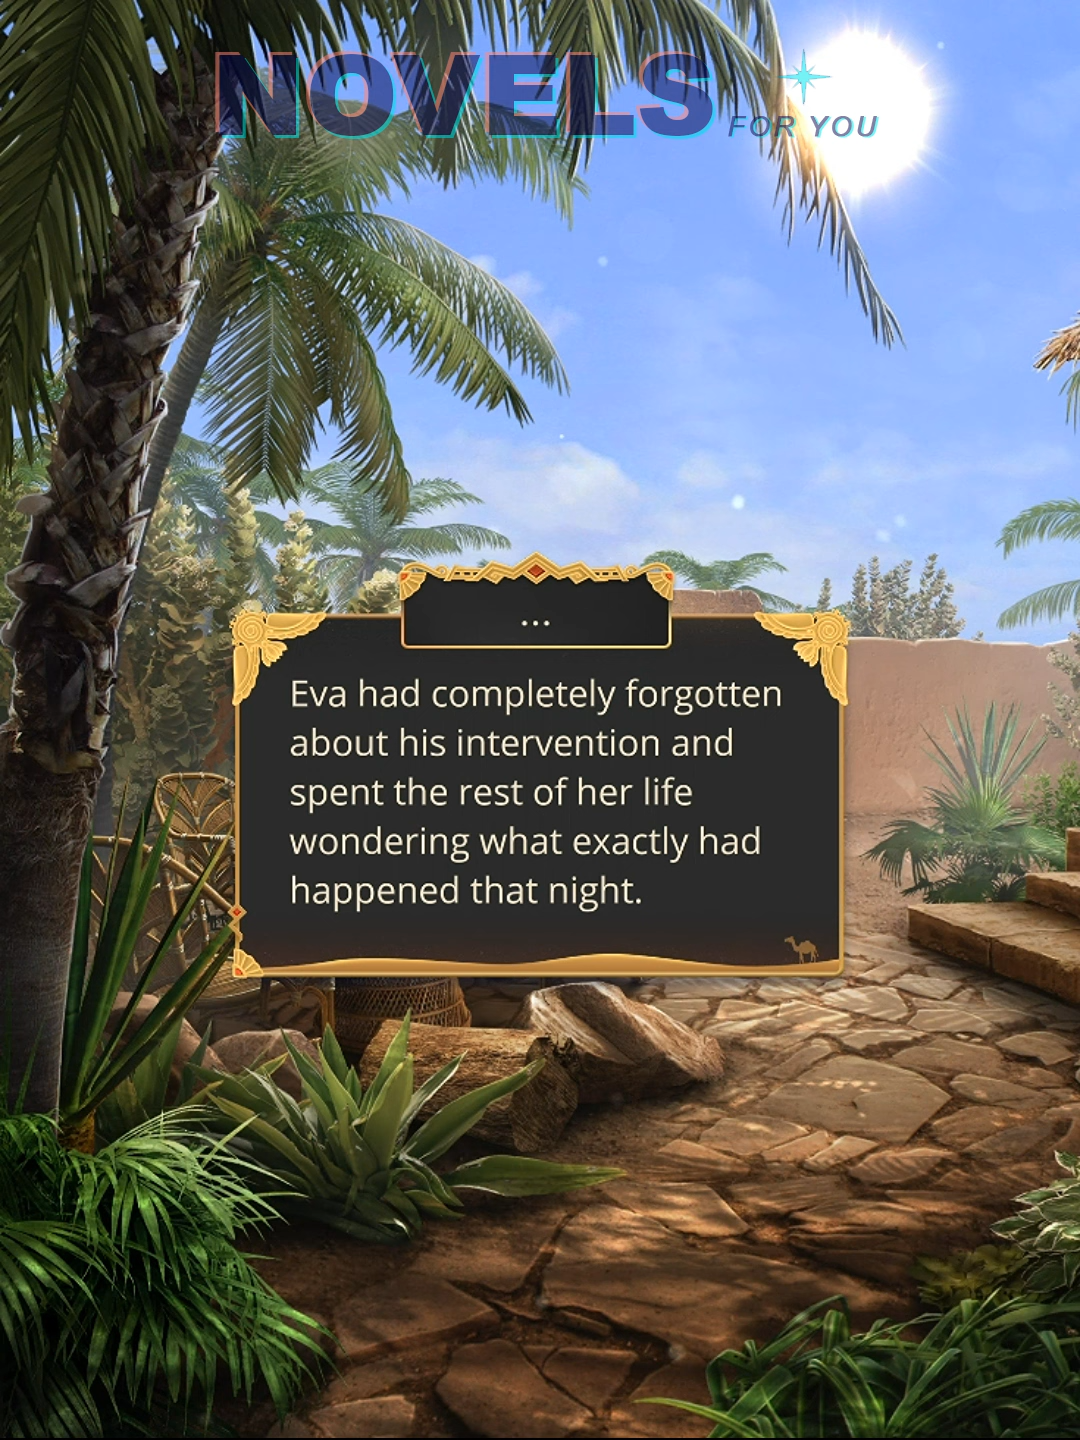 NOVELS FOR YOU
...
Eva had completely forgotten
about his intervention and
spent the rest of her life
wondering what exactly had
happened that night.